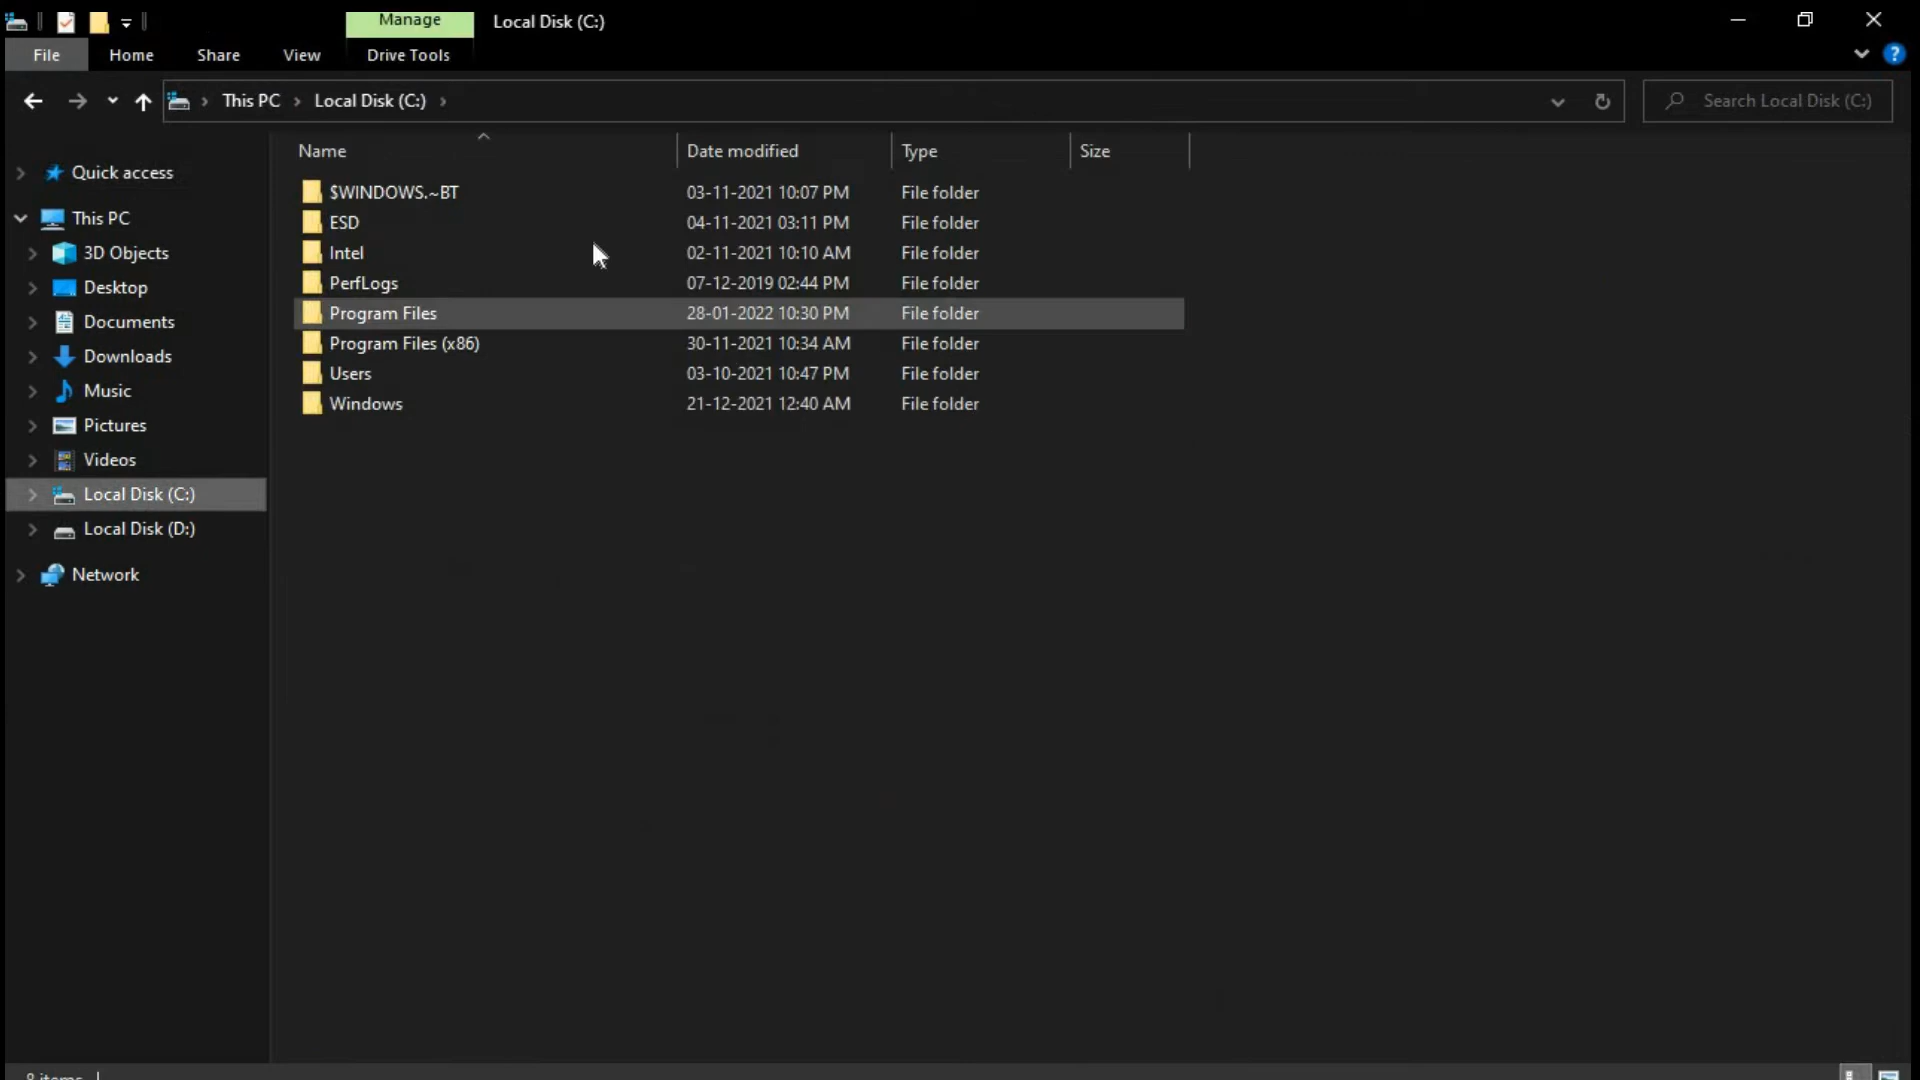 Manage Local Disk (C:)
File Home Share View Drive Tools ?
This PC > Local Disk (C:) > Search Local Disk (C:)
Name Date modified Type Size
Quick access
This PC
3D Objects
Desktop
Documents
Downloads
Music
Pictures
Videos
Local Disk (C:)
Local Disk (D:)
Network
$WINDOWS.~BT 03-11-2021 10:07 PM File folder
ESD 04-11-2021 03:11 PM File folder
Intel 02-11-2021 10:10 AM File folder
PerfLogs 07-12-2019 02:44 PM File folder
Program Files 28-01-2022 10:30 PM File folder
Program Files (x86) 30-11-2021 10:34 AM File folder
Users 03-10-2021 10:47 PM File folder
Windows 21-12-2021 12:40 AM File folder
8 items